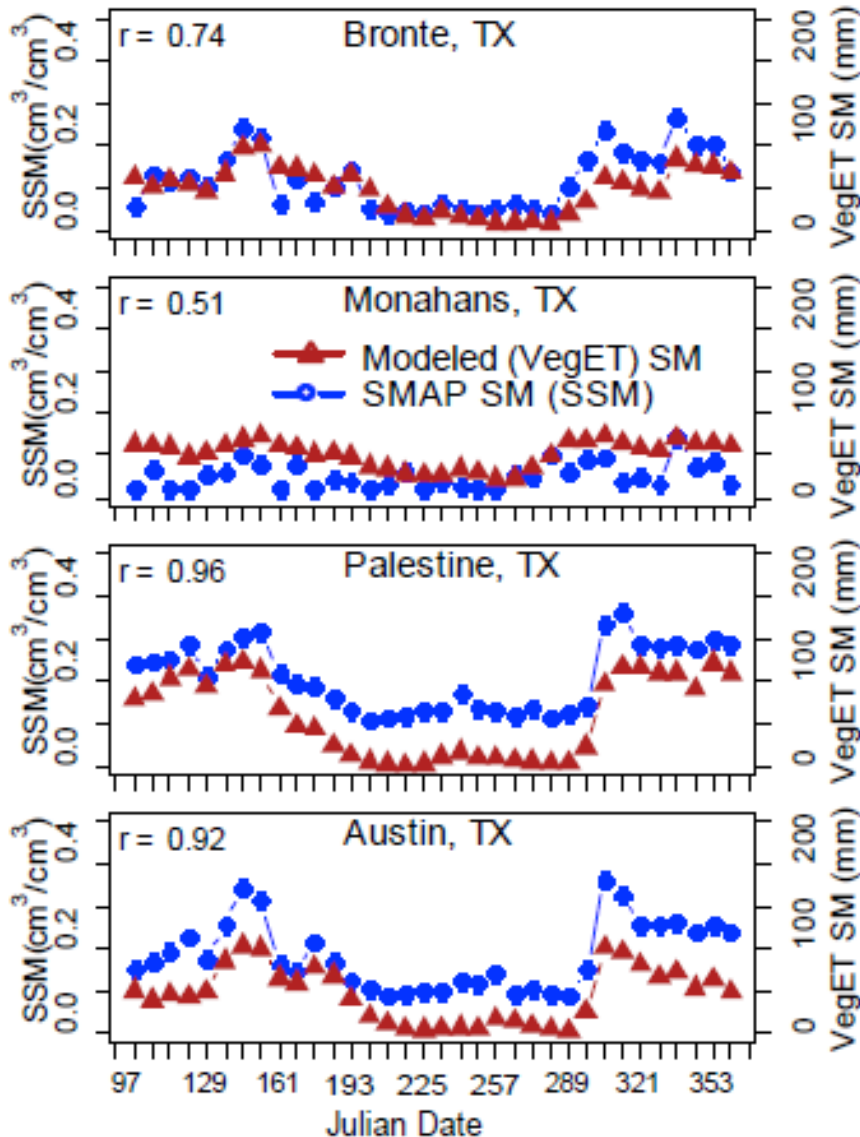 r = 0.74
Bronte, TX
SSM(cm³/cm³)
0.0 0.2 0.4
VegET SM (mm)
0 100 200
r = 0.51
Monahans, TX
Modeled (VegET) SM
SMAP SM (SSM)
SSM(cm³/cm³)
0.0 0.2 0.4
VegET SM (mm)
0 100 200
r = 0.96
Palestine, TX
SSM(cm³/cm³)
0.0 0.2 0.4
VegET SM (mm)
0 100 200
r = 0.92
Austin, TX
SSM(cm³/cm³)
0.0 0.2 0.4
VegET SM (mm)
0 100 200
97 129 161 193 225 257 289 321 353
Julian Date